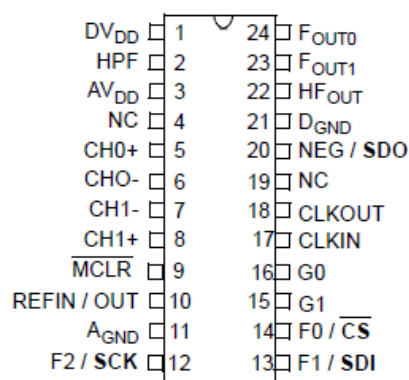 DVDD 1 24 FOUT0
HPF 2 23 FOUT1
AVDD 3 22 HFOUT
NC 4 21 DGND
CH0+ 5 20 NEG / SDO
CHO- 6 19 NC
CH1- 7 18 CLKOUT
CH1+ 8 17 CLKIN
MCLR 9 16 G0
REFIN / OUT 10 15 G1
AGND 11 14 F0 / CS
F2 / SCK 12 13 F1 / SDI